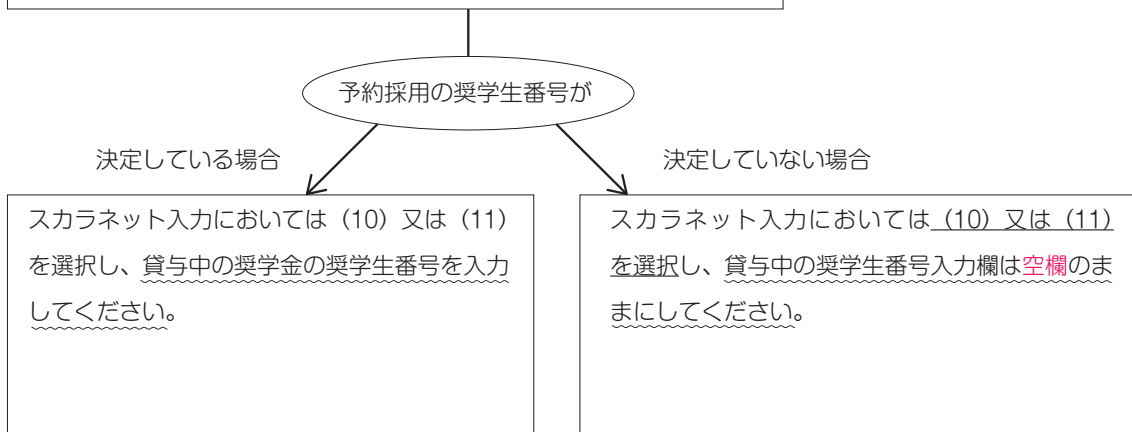 予約採用の奨学生番号が
決定している場合
決定していない場合
スカラネット入力においては（10）又は（11）
を選択し、貸与中の奨学金の奨学生番号を入力
してください。
スカラネット入力においては（10）又は（11）
を選択し、貸与中の奨学生番号入力欄は空欄のま
まにしてください。